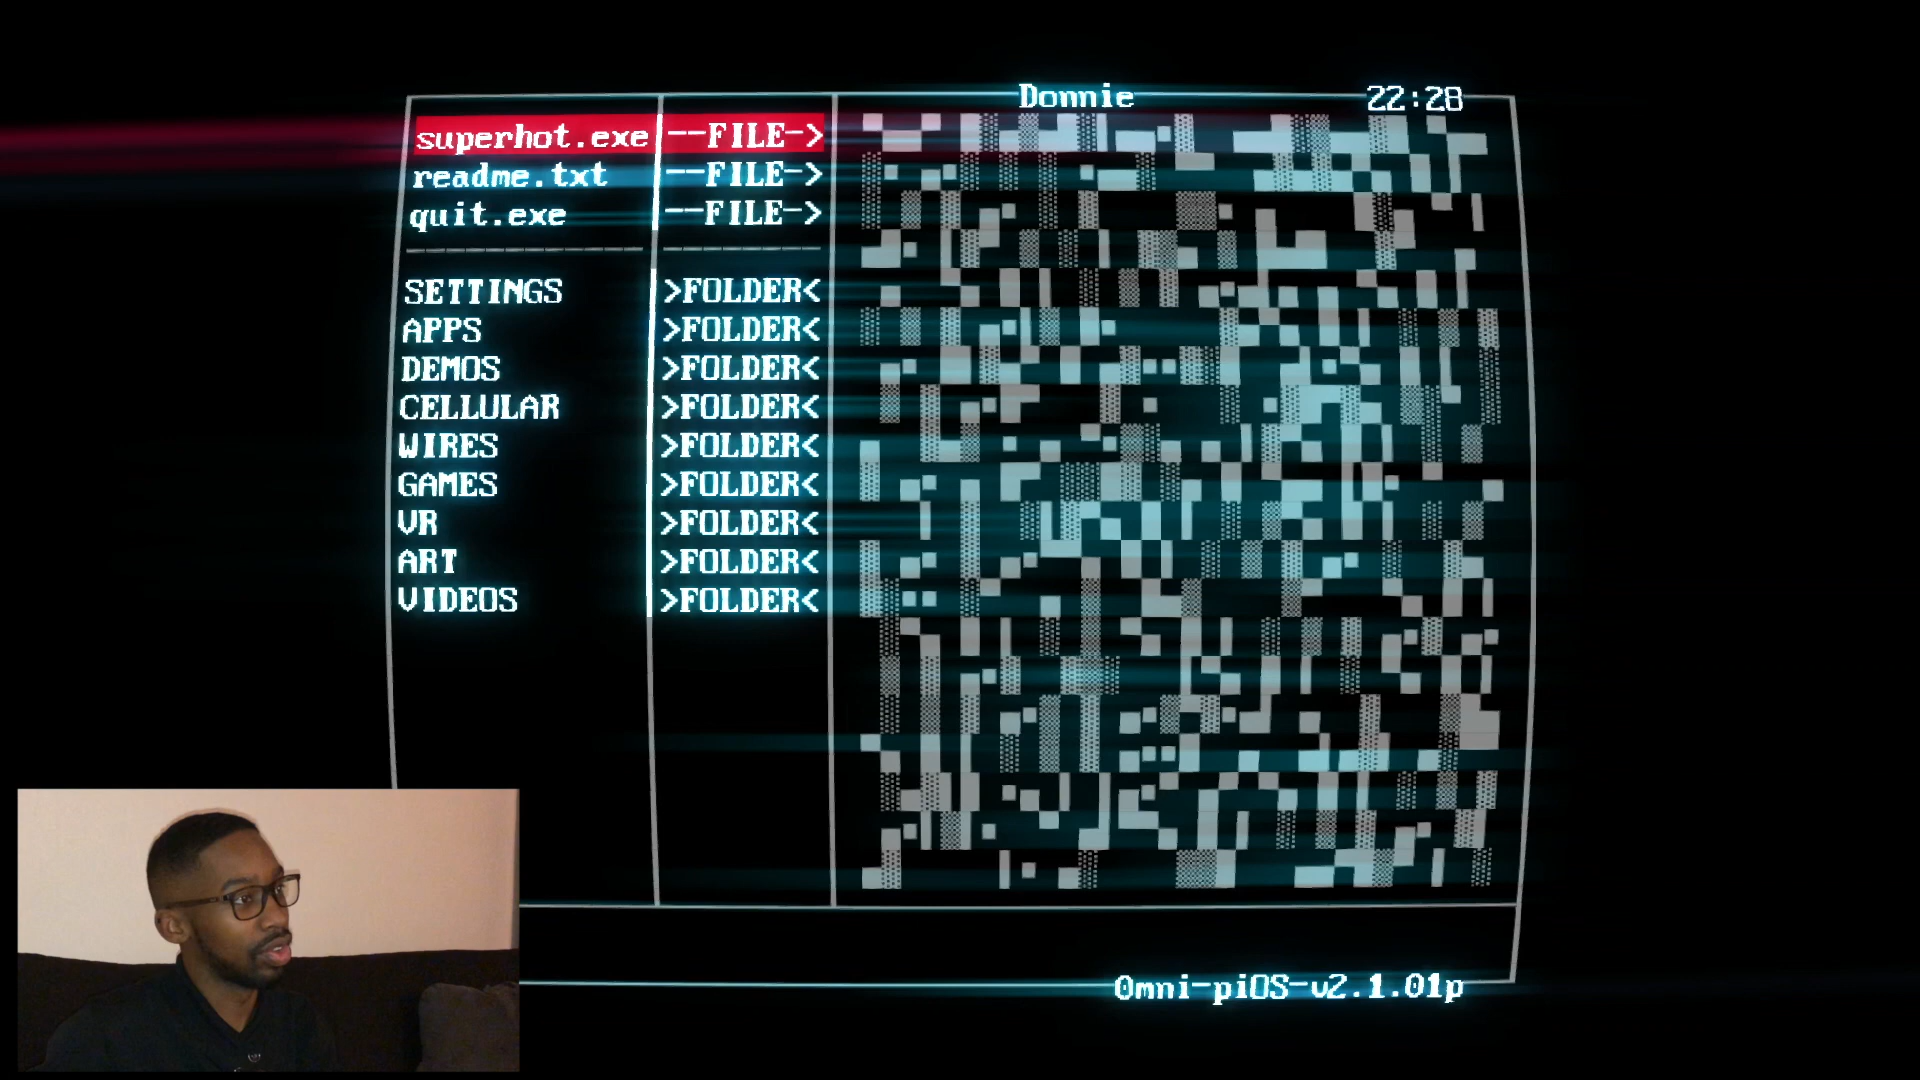 Donnie 22:28
superhot.exe --FILE->
readme.txt --FILE->
quit.exe --FILE->
SETTINGS >FOLDER<
APPS >FOLDER<
DEMOS >FOLDER<
CELLULAR >FOLDER<
WIRES >FOLDER<
GAMES >FOLDER<
VR >FOLDER<
ART >FOLDER<
VIDEOS >FOLDER<
0mni-piOS-v2.1.01p